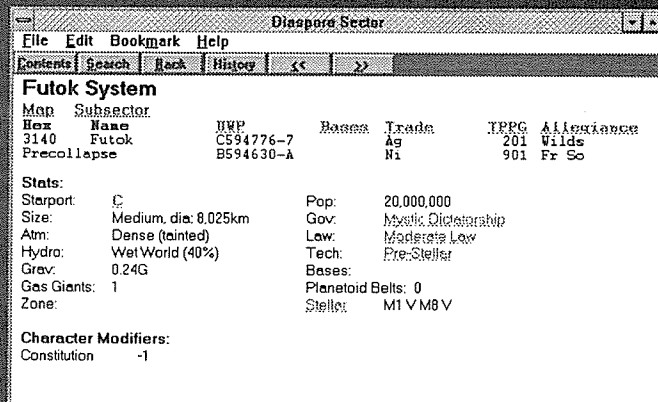 Diaspora Sector
File Edit Bookmark Help
Contents Search Back History << >>
Futok System
Map Subsector
Hex Name UWP Bases Trade TPPG Allegiance
3140 Futok C594776-7 Ag 201 Wilds
Precollapse B594630-A Ni 901 Fr So
Stats:
Starport: C Pop: 20,000,000
Size: Medium, dia: 8,025km Gov: Mystic Dictatorship
Atm: Dense (tainted) Law: Moderate Law
Hydro: Wet World (40%) Tech: Pre-Stellar
Grav: 0.24G Bases:
Gas Giants: 1 Planetoid Belts: 0
Zone: Stellar M1 V M8 V
Character Modifiers:
Constitution -1